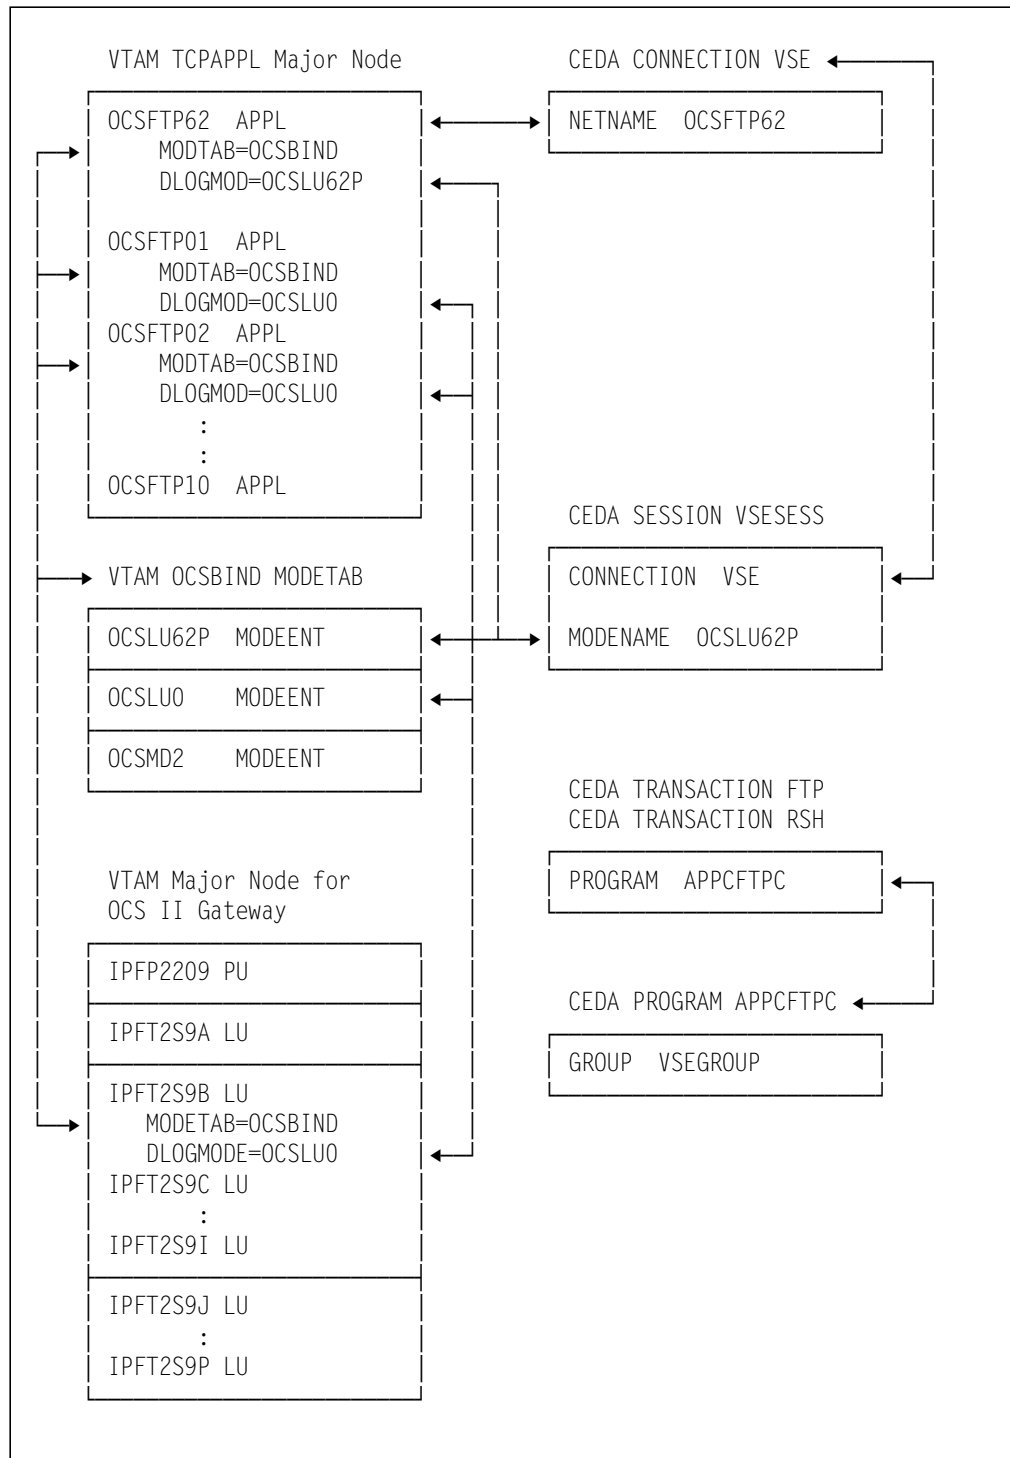 VTAM TCPAPPL Major Node
OCSFTP62 APPL
MODTAB=OCSBIND
DLOGMOD=OCSLU62P
OCSFTP01 APPL
MODTAB=OCSBIND
DLOGMOD=OCSLU0
OCSFTP02 APPL
MODTAB=OCSBIND
DLOGMOD=OCSLU0
:
:
OCSFTP10 APPL
VTAM OCSBIND MODETAB
OCSLU62P MODEENT
OCSLU0 MODEENT
OCSMD2 MODEENT
VTAM Major Node for
OCS II Gateway
IPFP2209 PU
IPFT2S9A LU
IPFT2S9B LU
MODETAB=OCSBIND
DLOGMODE=OCSLU0
IPFT2S9C LU
:
IPFT2S9I LU
IPFT2S9J LU
:
IPFT2S9P LU
CEDA CONNECTION VSE
NETNAME OCSFTP62
CEDA SESSION VSESESS
CONNECTION VSE
MODENAME OCSLU62P
CEDA TRANSACTION FTP
CEDA TRANSACTION RSH
PROGRAM APPCFTPC
CEDA PROGRAM APPCFTPC
GROUP VSEGROUP